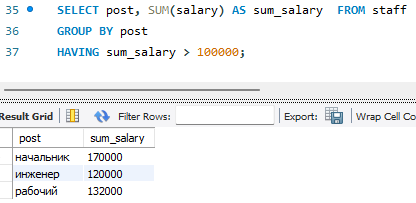 35 SELECT post, SUM(salary) AS sum_salary FROM staff
36 GROUP BY post
37 HAVING sum_salary > 100000;
Result Grid Filter Rows: Export: Wrap Cell Co
post sum_salary
начальник 170000
инженер 120000
рабочий 132000